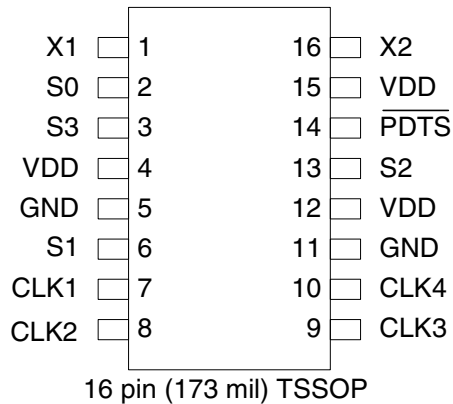 X1 1 16 X2
S0 2 15 VDD
S3 3 14 PDTS
VDD 4 13 S2
GND 5 12 VDD
S1 6 11 GND
CLK1 7 10 CLK4
CLK2 8 9 CLK3
16 pin (173 mil) TSSOP